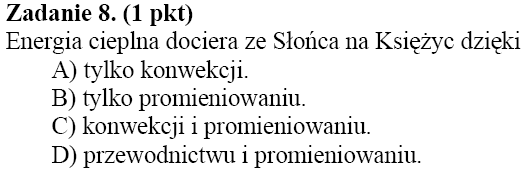 Zadanie 8. (1 pkt)
Energia cieplna dociera ze Słońca na Księżyc dzięki
A) tylko konwekcji.
B) tylko promieniowaniu.
C) konwekcji i promieniowaniu.
D) przewodnictwu i promieniowaniu.